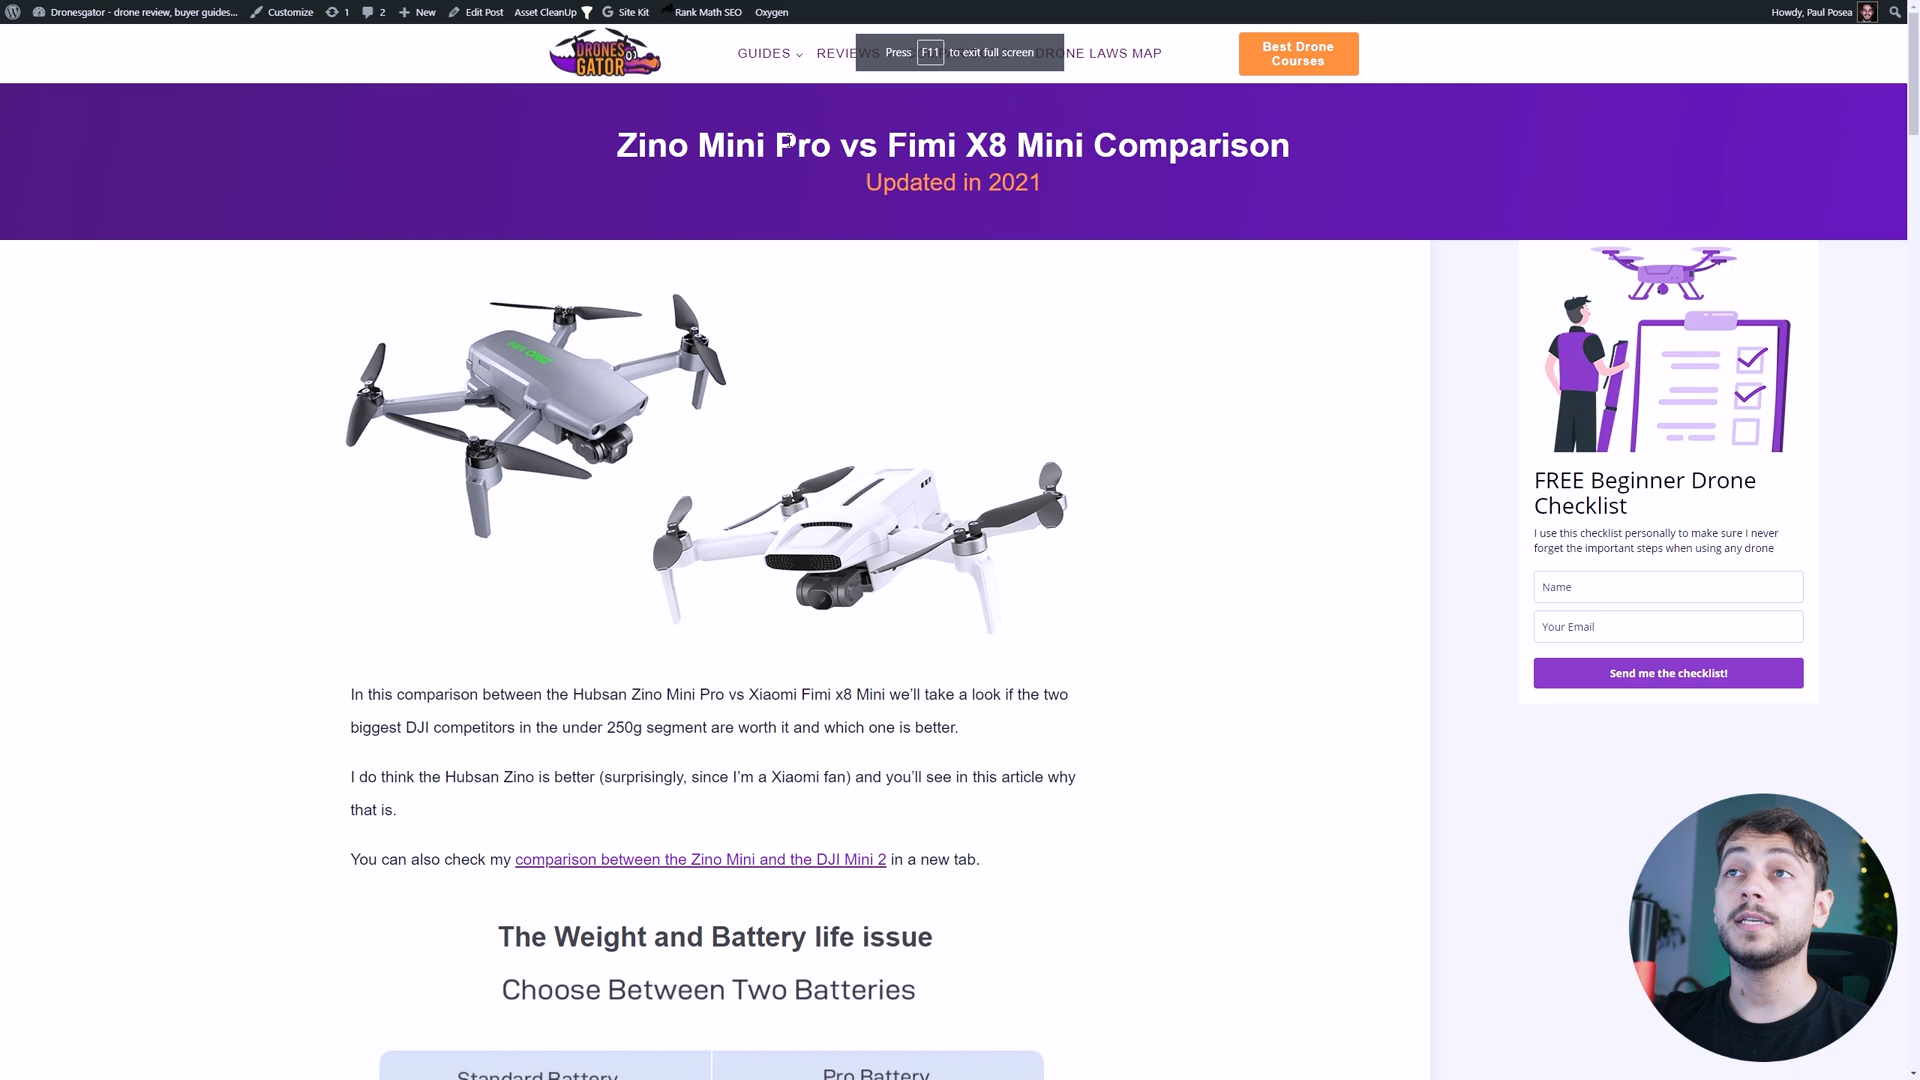 Dronesgator - drone review, buyer guides... Customize 1 2 New Edit Post Asset CleanUp Site Kit Rank Math SEO Oxygen Howdy, Paul Posea
DRONES GATOR
GUIDES REVIEWS DRONE LAWS MAP
Press F11 to exit full screen
Best Drone
Courses
Zino Mini Pro vs Fimi X8 Mini Comparison
Updated in 2021
In this comparison between the Hubsan Zino Mini Pro vs Xiaomi Fimi x8 Mini we'll take a look if the two
biggest DJI competitors in the under 250g segment are worth it and which one is better.
I do think the Hubsan Zino is better (surprisingly, since I'm a Xiaomi fan) and you'll see in this article why
that is.
You can also check my comparison between the Zino Mini and the DJI Mini 2 in a new tab.
The Weight and Battery life issue
Choose Between Two Batteries
Standard Battery Pro Battery
FREE Beginner Drone
Checklist
I use this checklist personally to make sure I never
forget the important steps when using any drone
Name
Your Email
Send me the checklist!